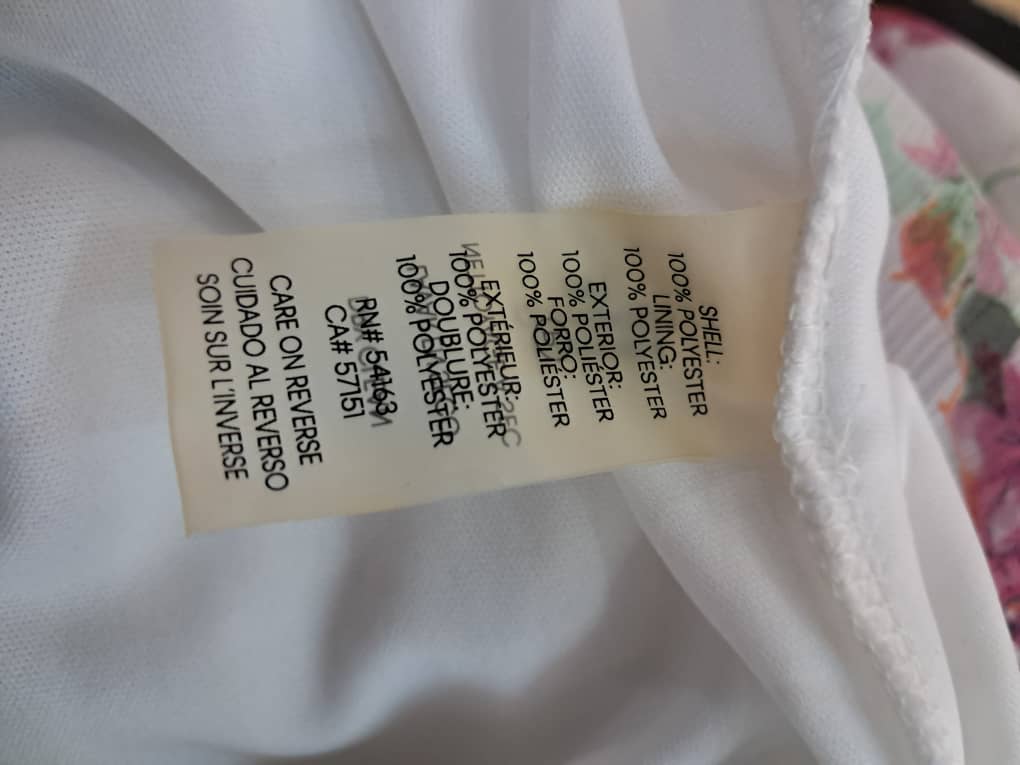 SHELL:
100% POLYESTER
LINING:
100% POLYESTER
EXTERIOR:
100% POLIÉSTER
FORRO:
100% POLIÉSTER
EXTÉRIEUR:
100% POLYESTER
DOUBLURE:
100% POLYESTER
RN# 54163
CA# 57151
CARE ON REVERSE
CUIDADO AL REVERSO
SOIN SUR L'INVERSE